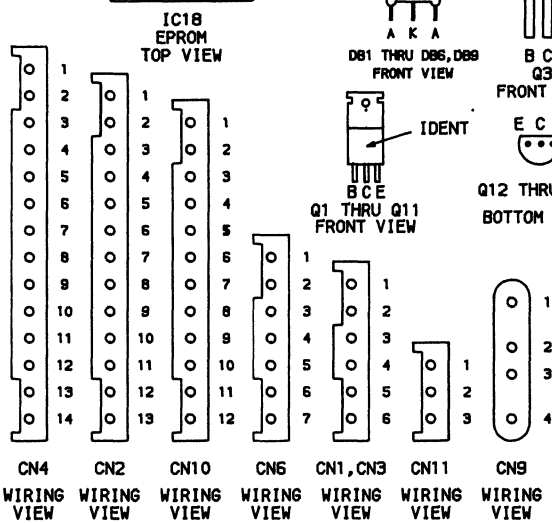 IC18
EPROM
TOP VIEW
A K A
DB1 THRU DB6,DB9
FRONT VIEW
B C
Q3
FRONT
IDENT
B C E
Q1 THRU Q11
FRONT VIEW
E C
Q12 THRU
BOTTOM
1
2
3
4
5
6
7
8
9
10
11
12
13
14
CN4
WIRING
VIEW
1
2
3
4
5
6
7
8
9
10
11
12
13
CN2
WIRING
VIEW
1
2
3
4
5
6
7
8
9
10
11
12
CN10
WIRING
VIEW
1
2
3
4
5
6
7
CN6
WIRING
VIEW
1
2
3
4
5
6
CN1,CN3
WIRING
VIEW
1
2
3
CN11
WIRING
VIEW
1
2
3
4
CN9
WIRING
VIEW